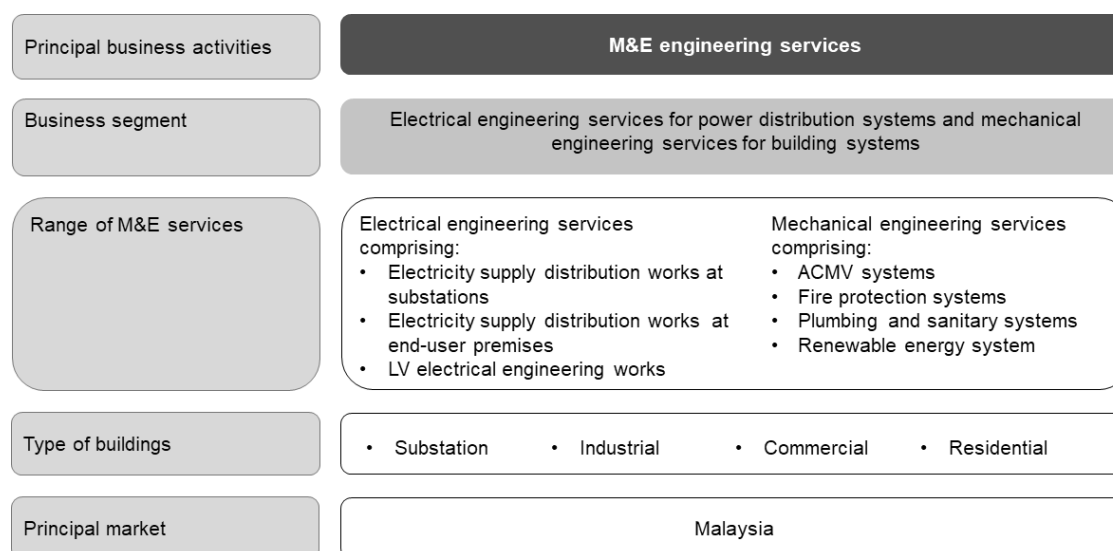 Principal business activities
M&E engineering services
Business segment
Electrical engineering services for power distribution systems and mechanical
engineering services for building systems
Range of M&E services
Electrical engineering services
comprising:
• Electricity supply distribution works at
substations
• Electricity supply distribution works at
end-user premises
• LV electrical engineering works
Mechanical engineering services
comprising:
• ACMV systems
• Fire protection systems
• Plumbing and sanitary systems
• Renewable energy system
Type of buildings
• Substation • Industrial • Commercial • Residential
Principal market
Malaysia